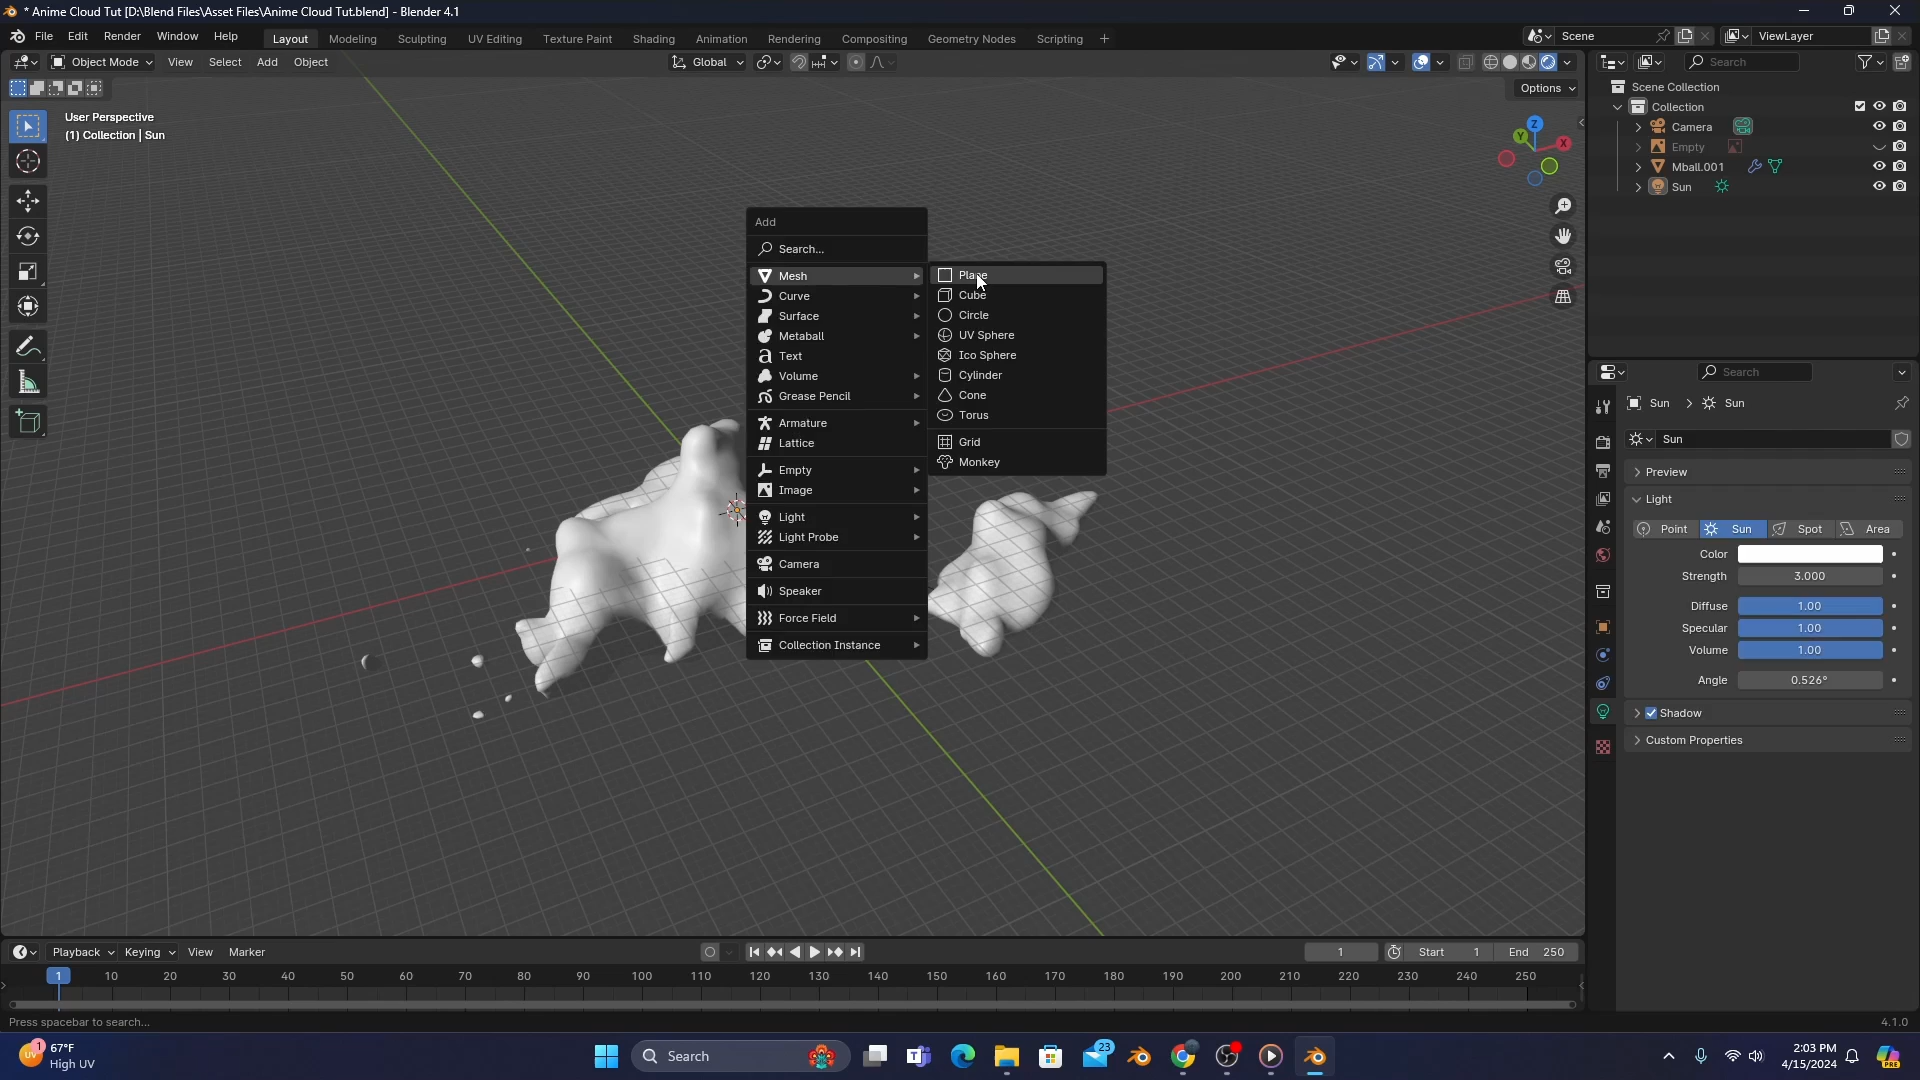 * Anime Cloud Tut [D:\Blend Files\Asset Files\Anime Cloud Tut.blend] - Blender 4.1
File Edit Render Window Help Layout Modeling Sculpting UV Editing Texture Paint Shading Animation Rendering Compositing Geometry Nodes Scripting + Scene ViewLayer
Object Mode View Select Add Object Global Search
Options
User Perspective
(1) Collection | Sun
Z
Y
X
Scene Collection
Collection
Camera
Empty
Mball.001
Sun
Add
Search...
Mesh
Curve
Surface
Metaball
Text
Volume
Grease Pencil
Armature
Lattice
Empty
Image
Light
Light Probe
Camera
Speaker
Force Field
Collection Instance
Plane
Cube
Circle
UV Sphere
Ico Sphere
Cylinder
Cone
Torus
Grid
Monkey
Search
Sun > Sun
Sun
Preview
Light
Point Sun Spot Area
Color
Strength 3.000
Diffuse 1.00
Specular 1.00
Volume 1.00
Angle 0.526°
Shadow
Custom Properties
Playback Keying View Marker 1 Start 1 End 250
1 10 20 30 40 50 60 70 80 90 100 110 120 130 140 150 160 170 180 190 200 210 220 230 240 250
Press spacebar to search... 4.1.0
1 UV 67°F
High UV
Search
23
2:03 PM
4/15/2024
PRE